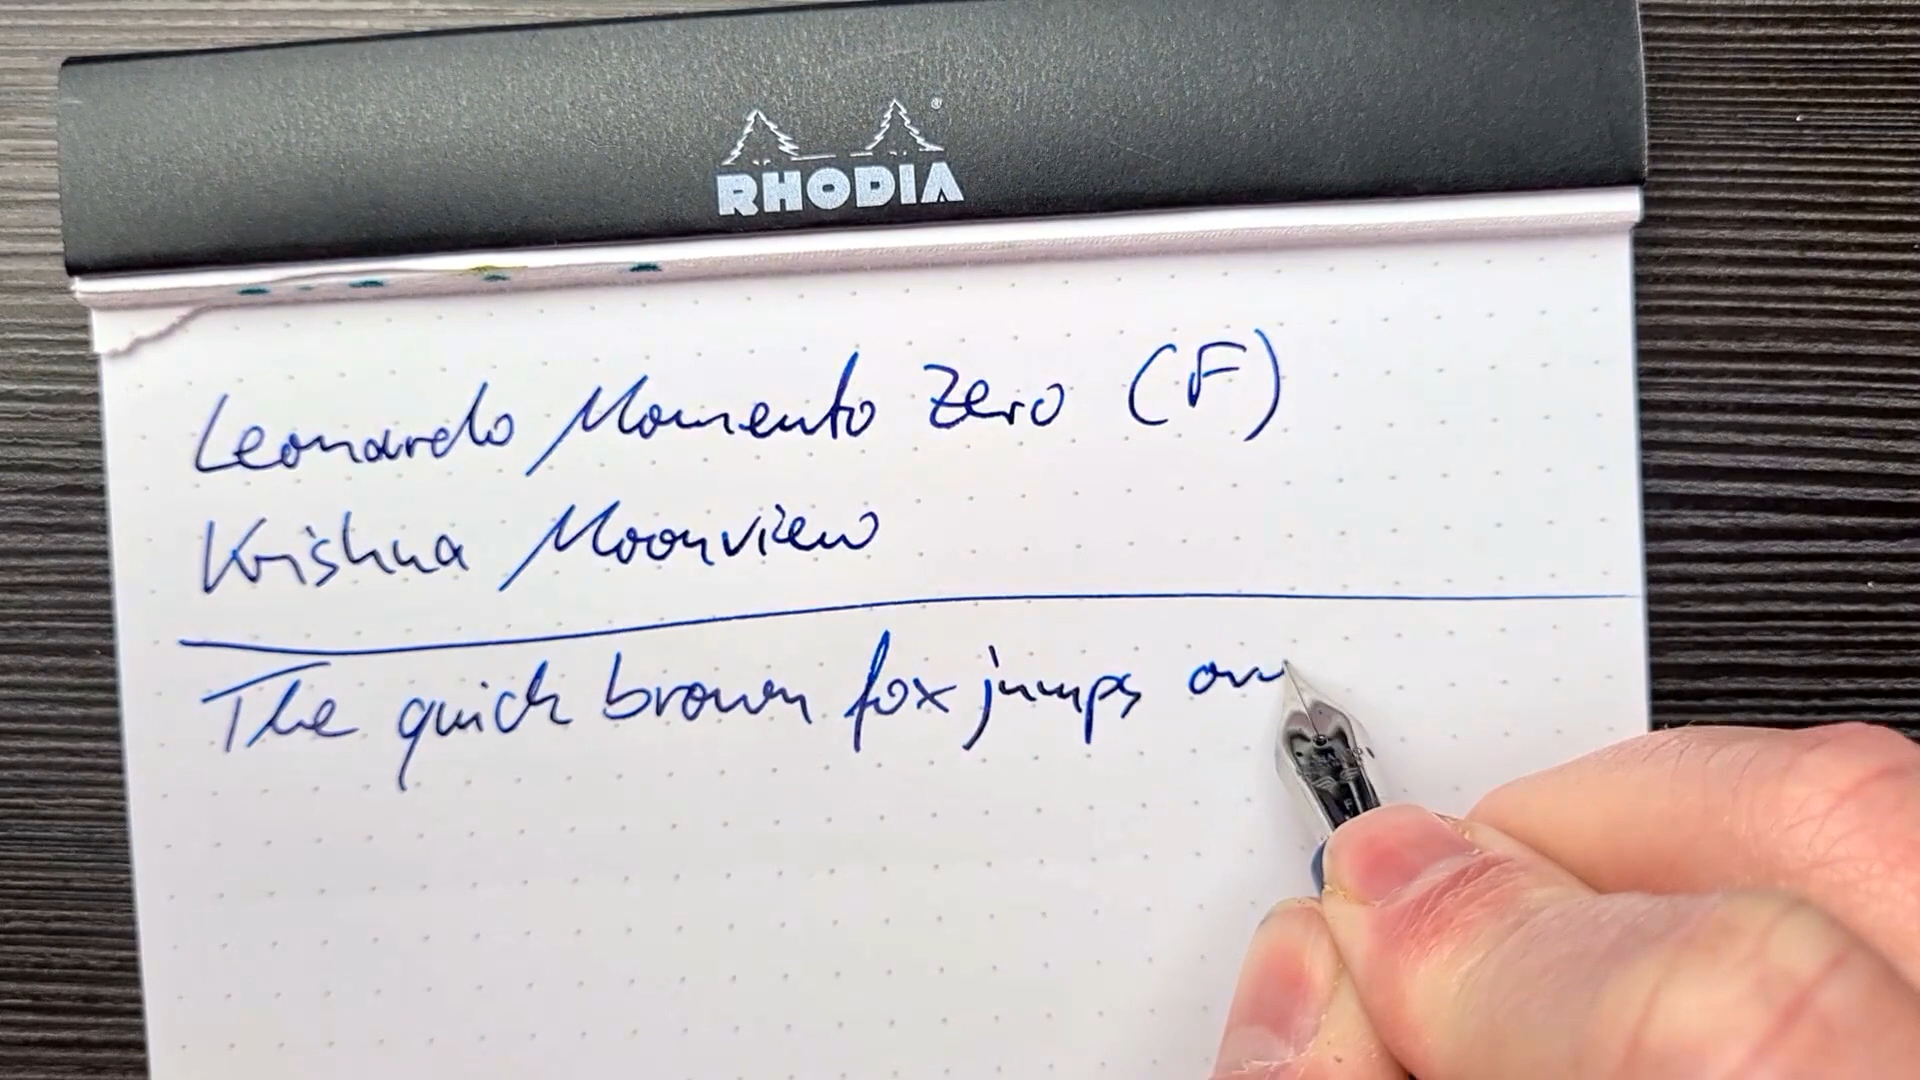 RHODIA
Leonardo Momento Zero (F)
Krishna Moonview
The quick brown fox jumps ov
F